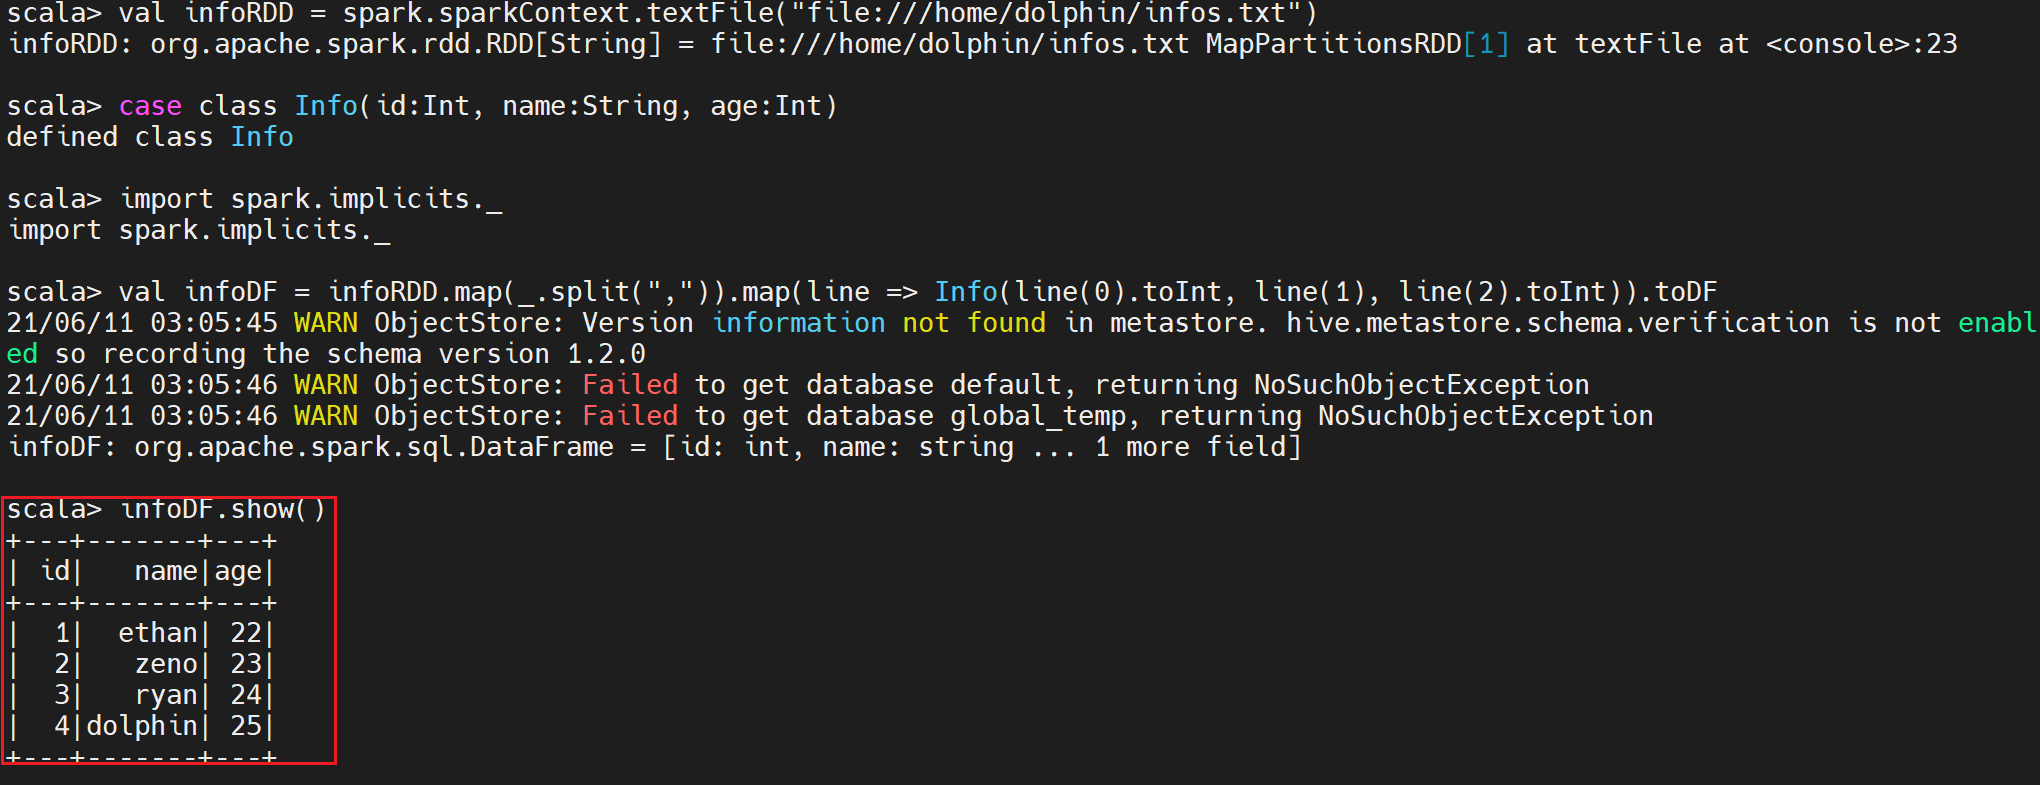 scala> val infoRDD = spark.sparkContext.textFile("file:///home/dolphin/infos.txt")
infoRDD: org.apache.spark.rdd.RDD[String] = file:///home/dolphin/infos.txt MapPartitionsRDD[1] at textFile at <console>:23
scala> case class Info(id:Int, name:String, age:Int)
defined class Info
scala> import spark.implicits._
import spark.implicits._
scala> val infoDF = infoRDD.map(_.split(",")).map(line => Info(line(0).toInt, line(1), line(2).toInt)).toDF
21/06/11 03:05:45 WARN ObjectStore: Version information not found in metastore. hive.metastore.schema.verification is not enabl
ed so recording the schema version 1.2.0
21/06/11 03:05:46 WARN ObjectStore: Failed to get database default, returning NoSuchObjectException
21/06/11 03:05:46 WARN ObjectStore: Failed to get database global_temp, returning NoSuchObjectException
infoDF: org.apache.spark.sql.DataFrame = [id: int, name: string ... 1 more field]
scala> infoDF.show()
+---+-------+---+
| id|   name|age|
+---+-------+---+
|  1|  ethan| 22|
|  2|   zeno| 23|
|  3|   ryan| 24|
|  4|dolphin| 25|
+---+-------+---+